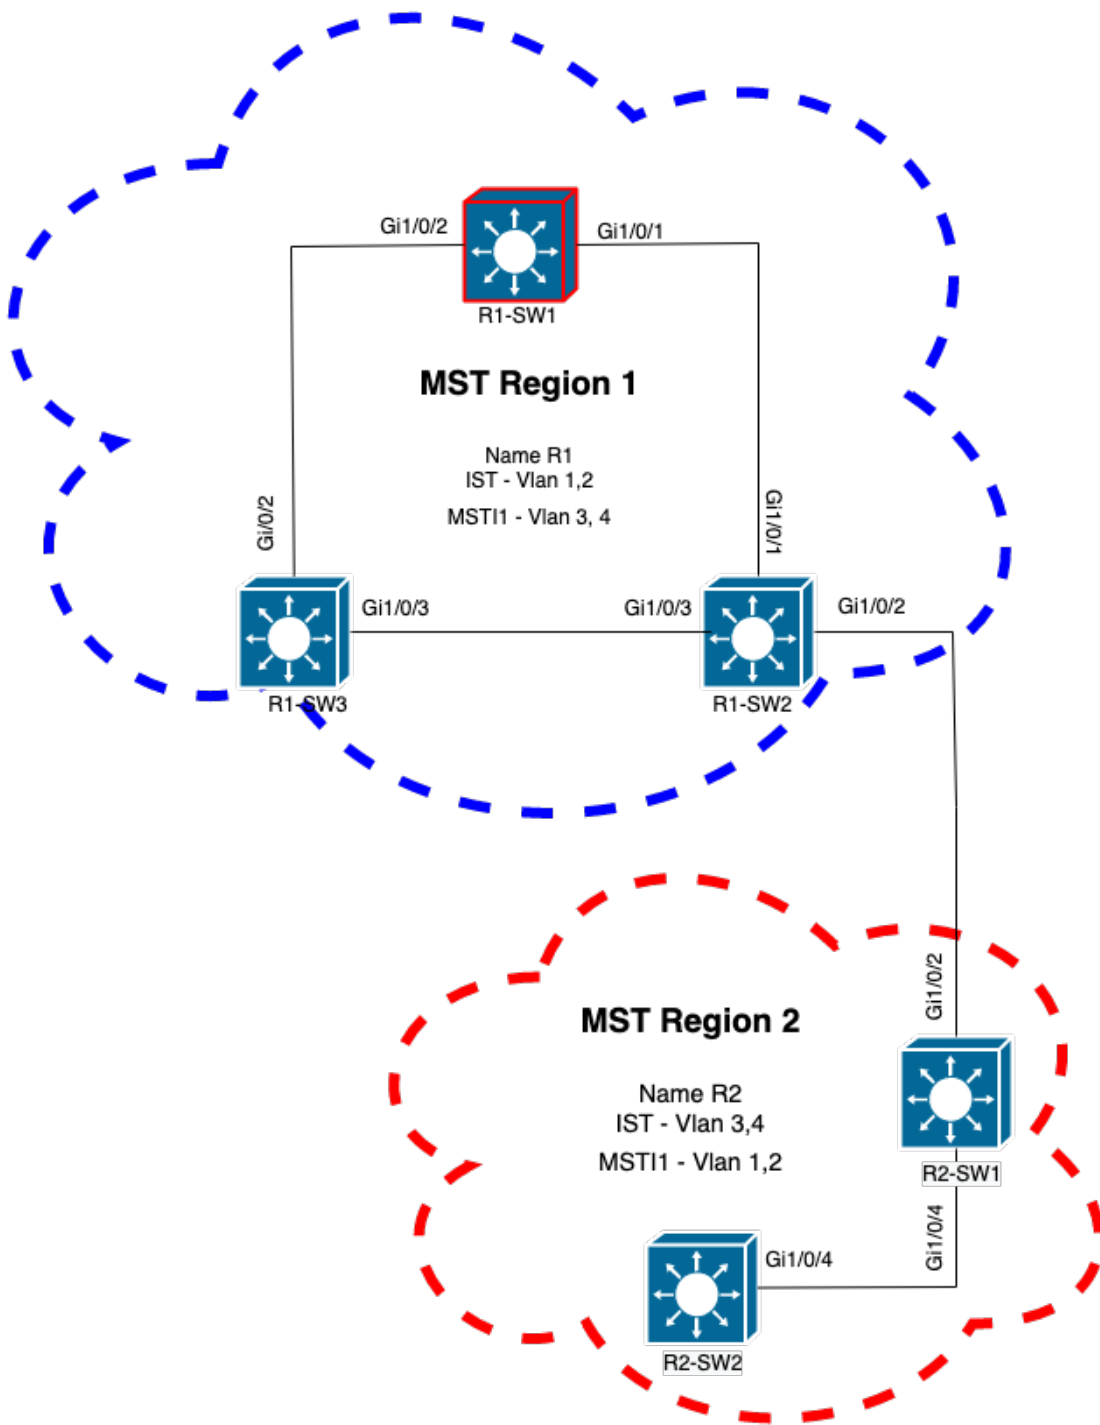 Gi1/0/2
Gi1/0/1
R1-SW1
MST Region 1
Name R1
IST - Vlan 1,2
MSTI1 - Vlan 3, 4
Gi/0/2
Gi1/0/1
Gi1/0/3
Gi1/0/3
Gi1/0/2
R1-SW3
R1-SW2
Gi1/0/2
MST Region 2
Name R2
IST - Vlan 3,4
MSTI1 - Vlan 1,2
R2-SW1
Gi1/0/4
Gi1/0/4
R2-SW2